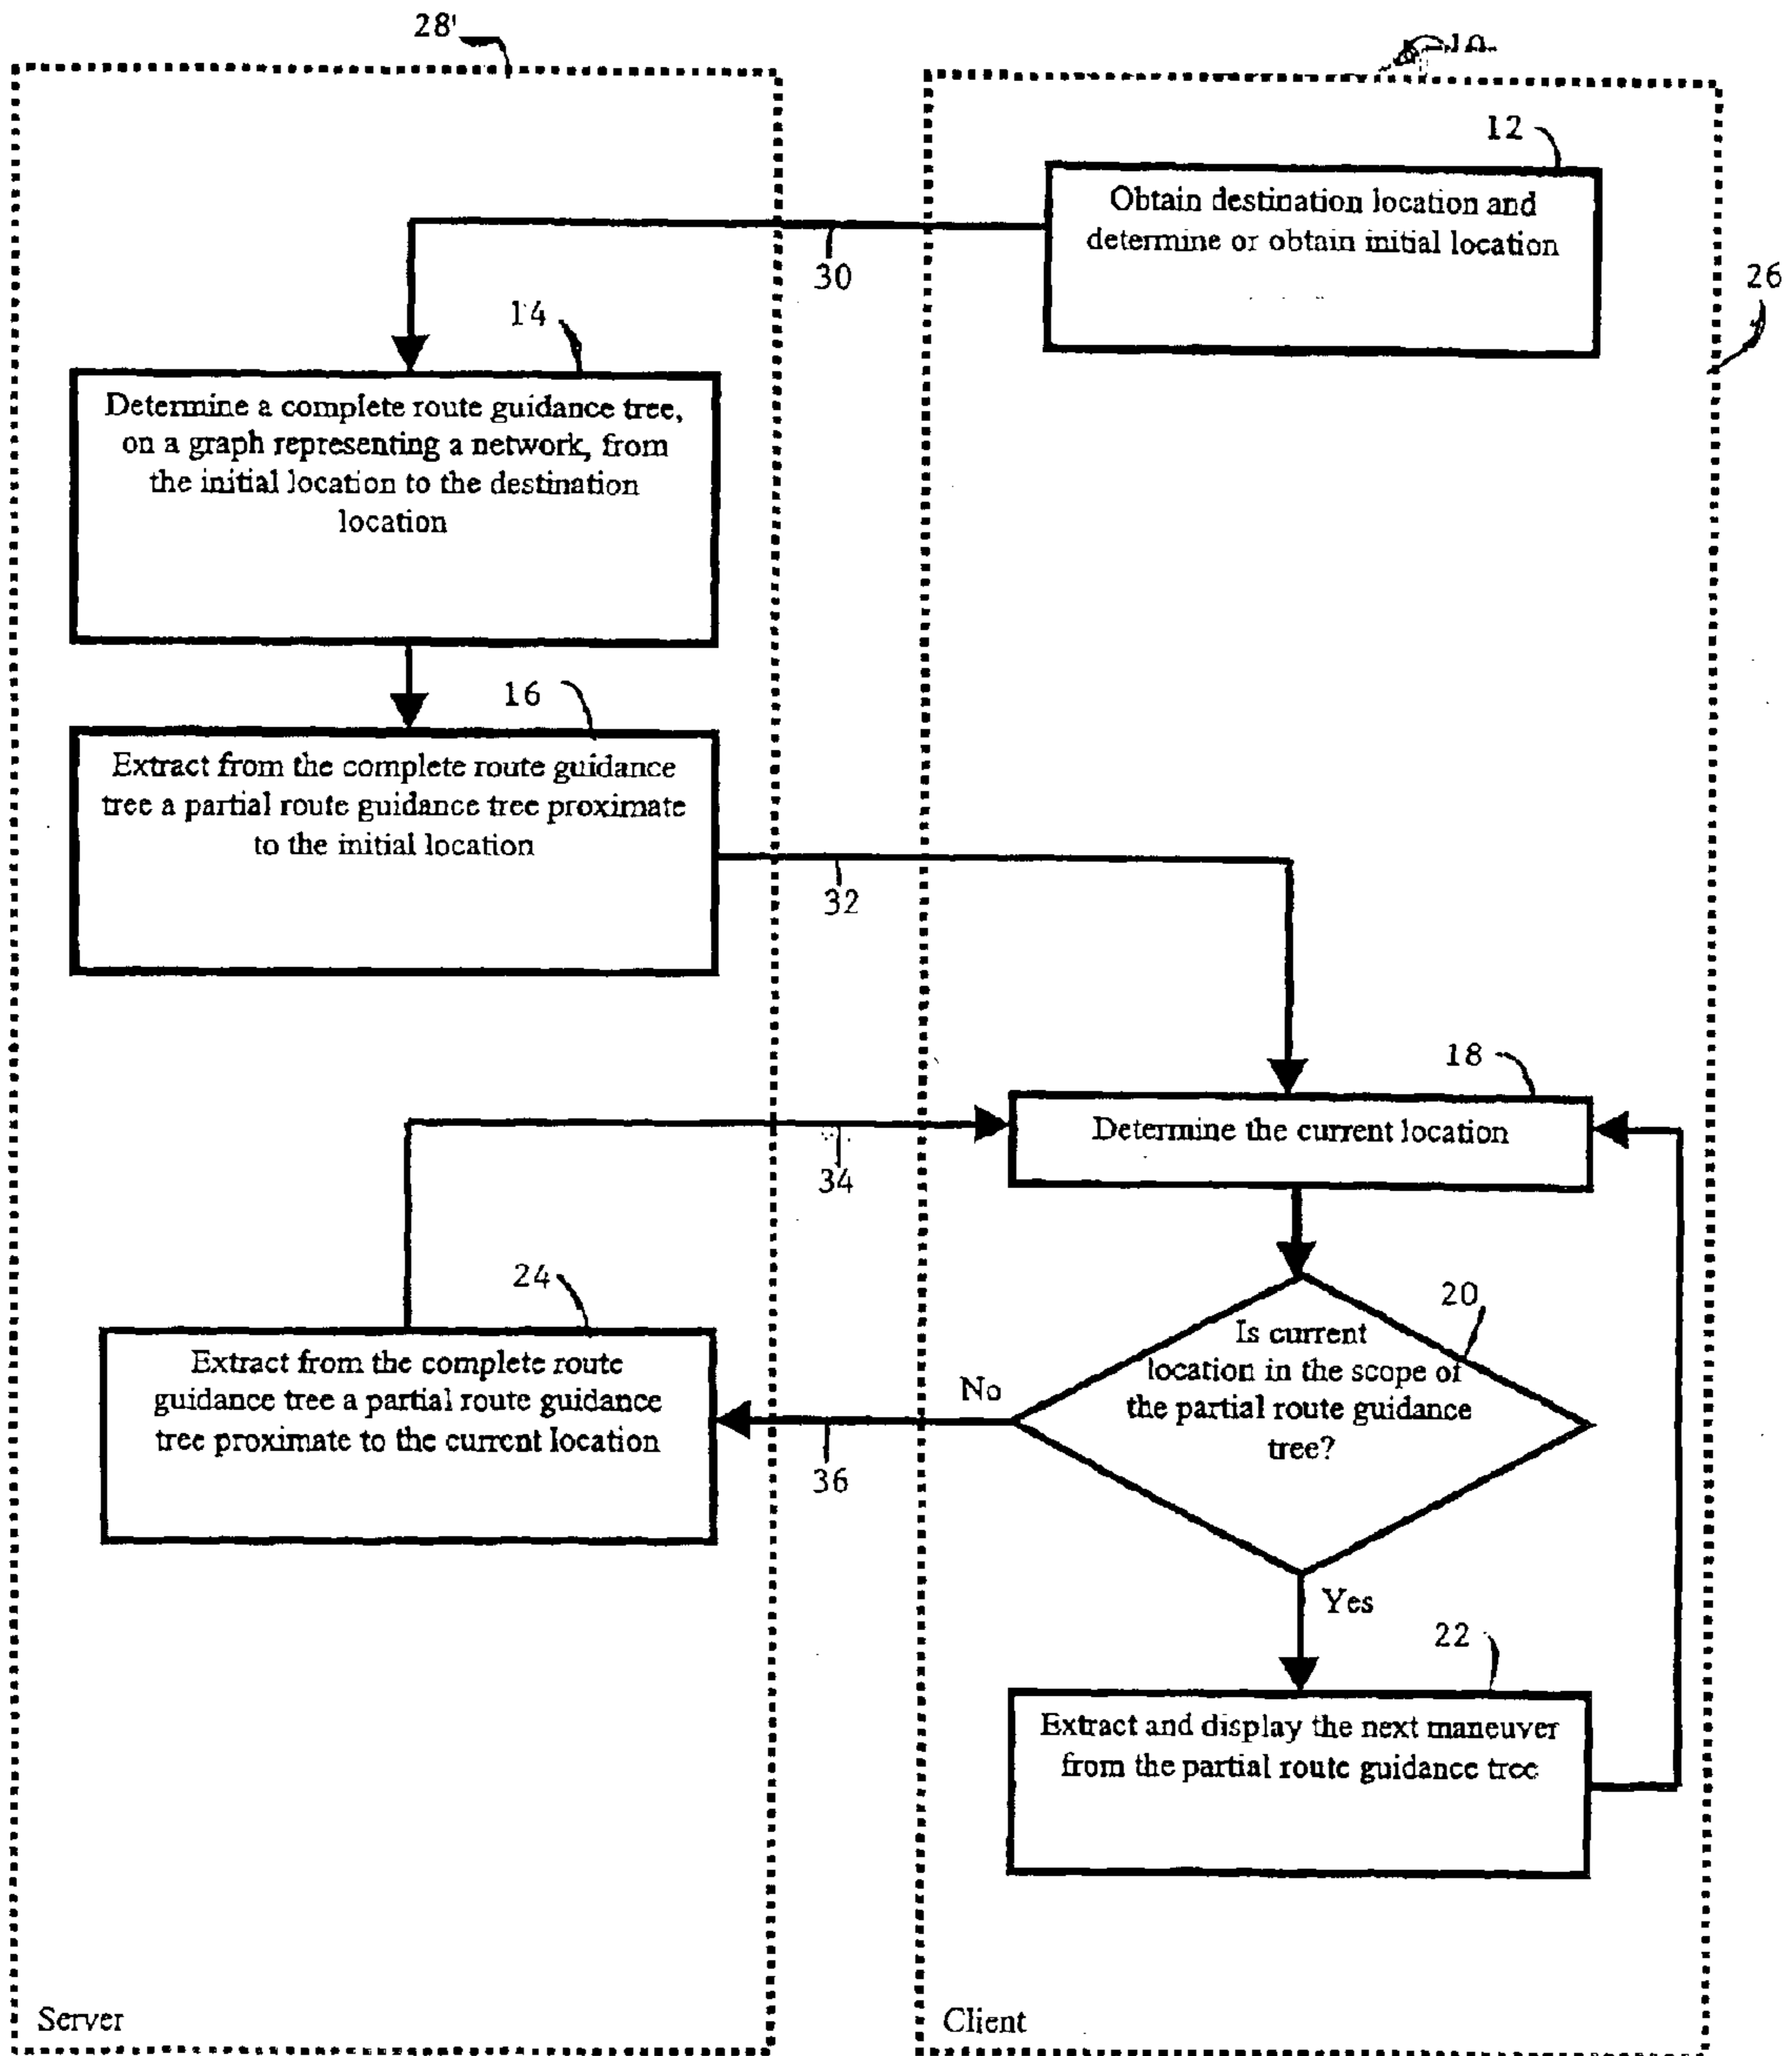 28'
10
12
Obtain destination location and
determine or obtain initial location
30
26
14
Determine a complete route guidance tree,
on a graph representing a network, from
the initial location to the destination
location
16
Extract from the complete route guidance
tree a partial route guidance tree proximate
to the initial location
32
18
Determine the current location
34
24
Extract from the complete route
guidance tree a partial route guidance
tree proximate to the current location
20
Is current
location in the scope of
the partial route guidance
tree?
No
36
Yes
22
Extract and display the next maneuver
from the partial route guidance tree
Server
Client